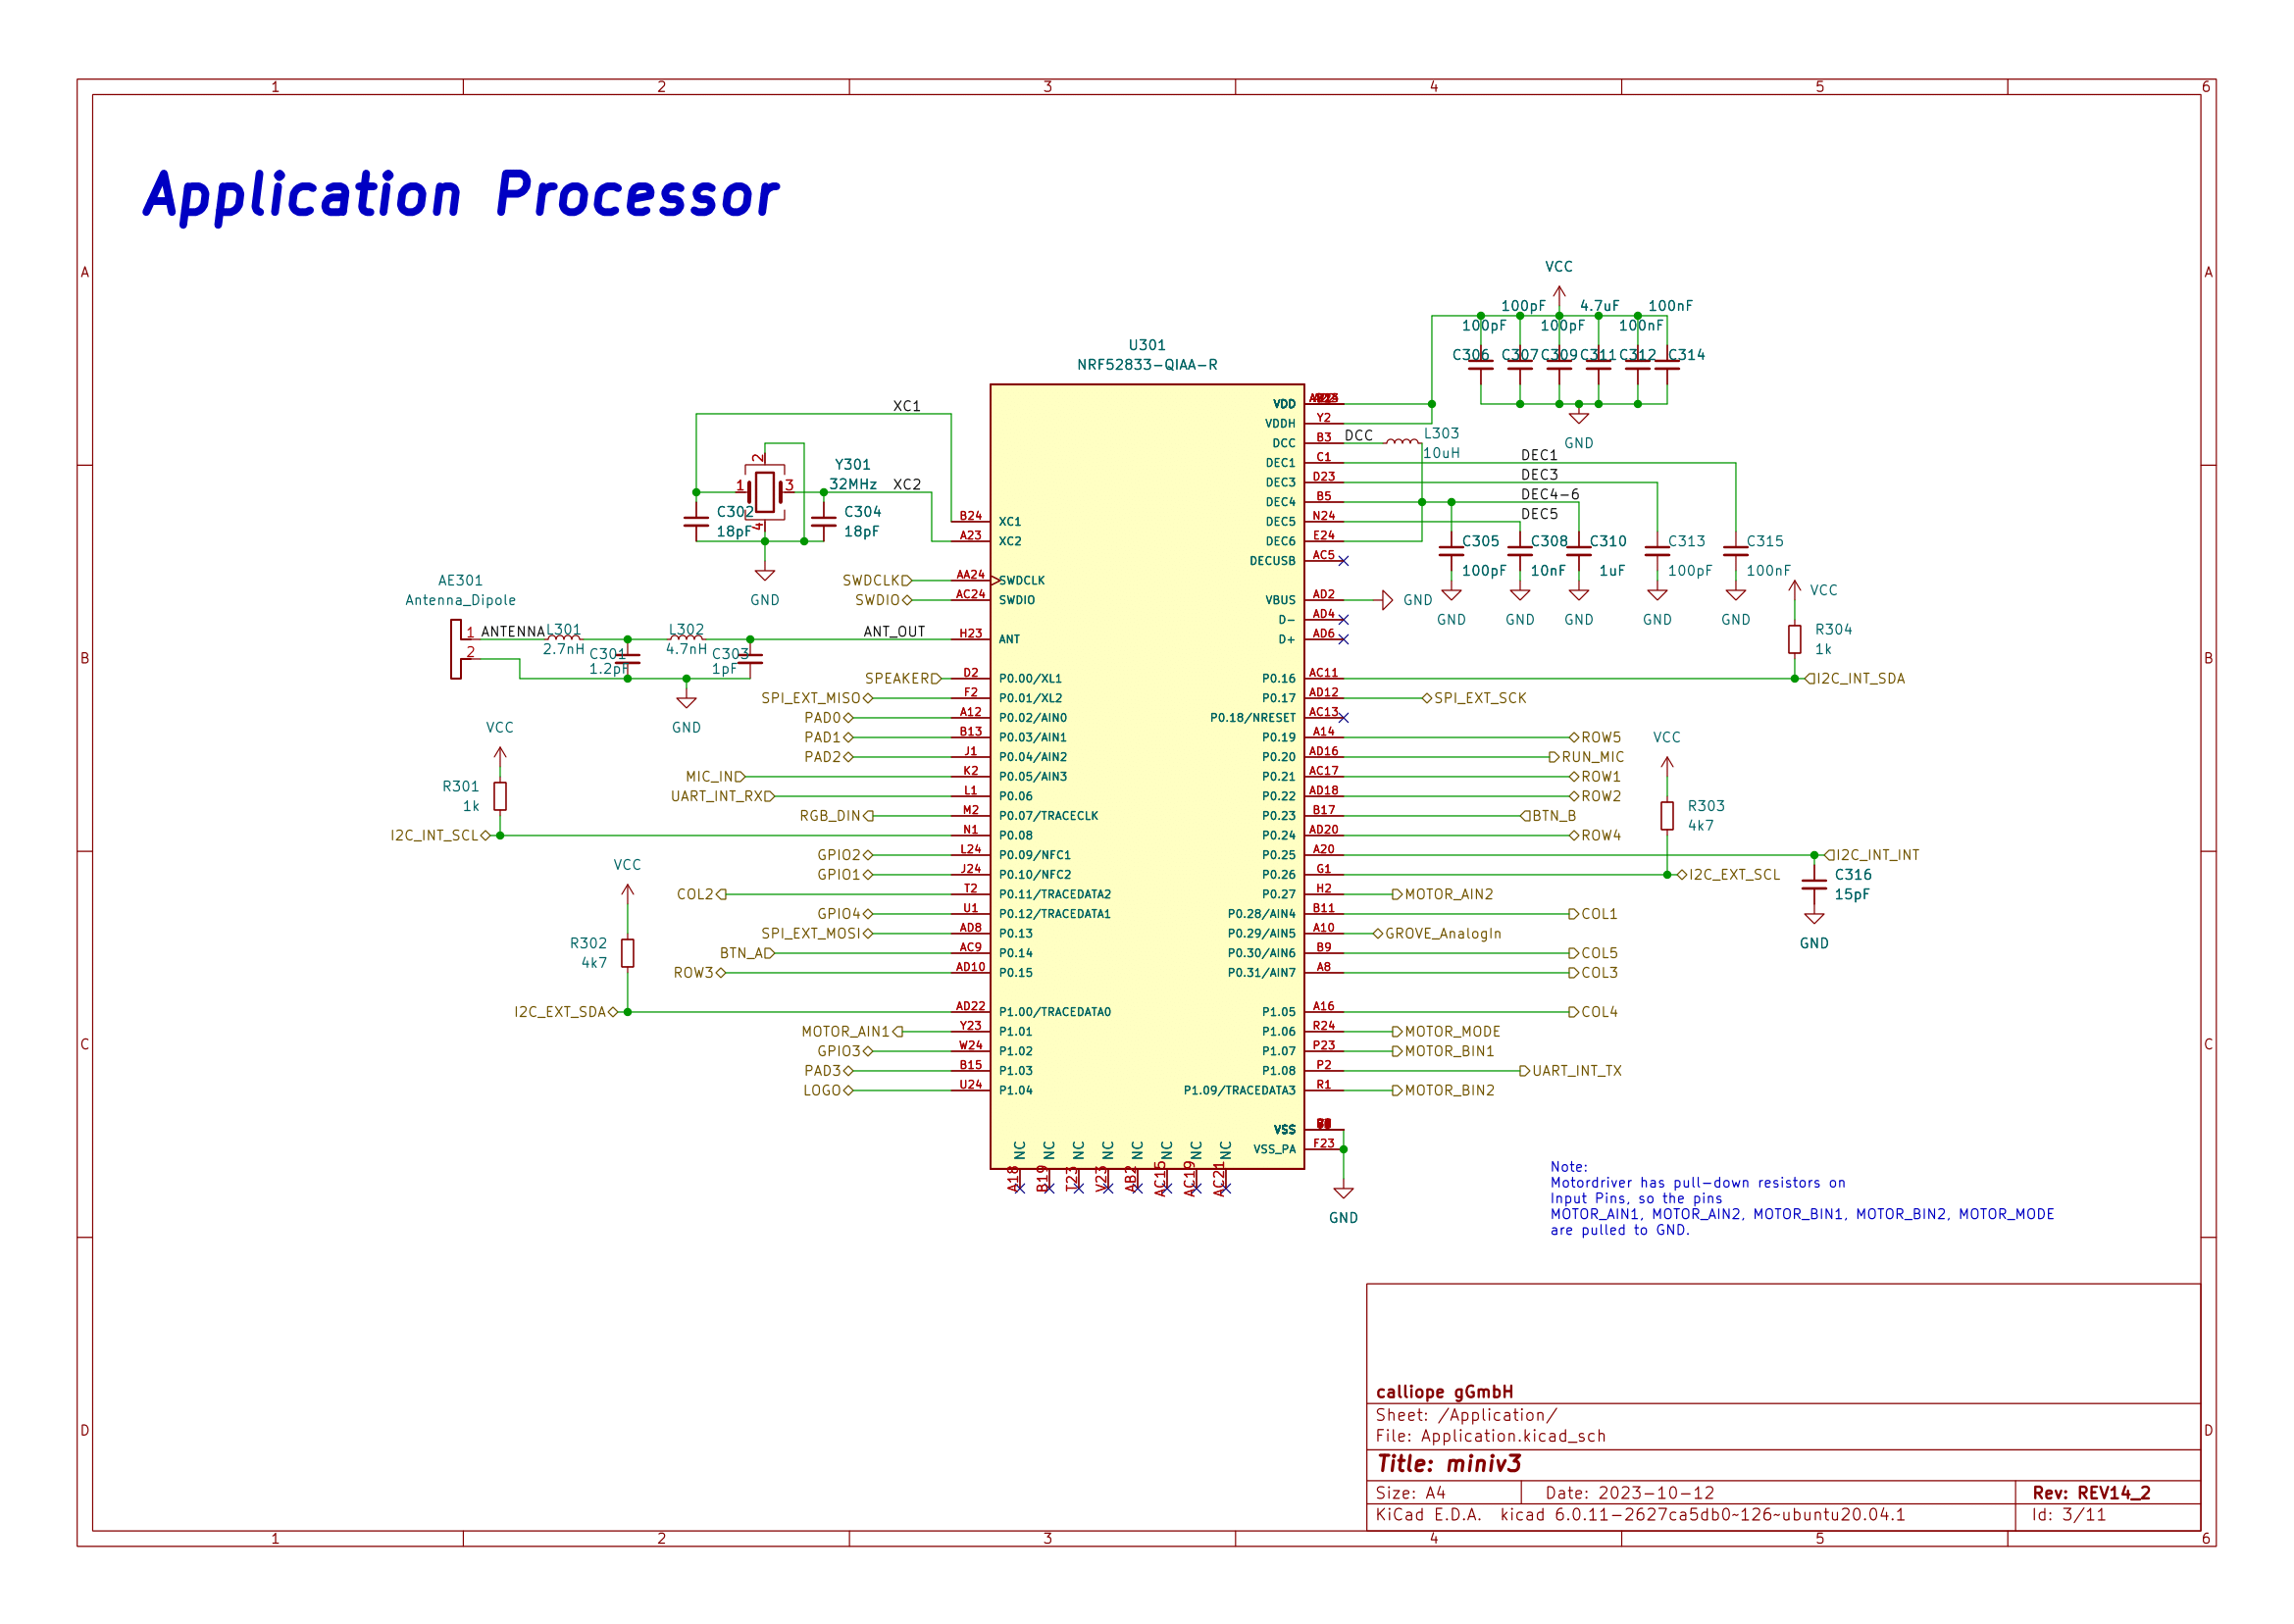 1 2 3 4 5 6
Application Processor
A A
VCC
100pF 4.7uF 100nF
100pF 100pF 100nF
C306 C307 C309 C311 C312 C314
GND
U301
NRF52833-QIAA-R
XC1
XC2
Y301
32MHz
1 2 3 4
C302
18pF
C304
18pF
GND
B24 XC1
A23 XC2
SWDCLK AA24 SWDCLK
SWDIO AC24 SWDIO
AE301
Antenna_Dipole
1 ANTENNA
2
L301
2.7nH
C301
1.2pF
L302
4.7nH
C303
1pF
ANT_OUT H23 ANT
GND
SPEAKER D2 P0.00/XL1
SPI_EXT_MISO F2 P0.01/XL2
PAD0 A12 P0.02/AIN0
PAD1 B13 P0.03/AIN1
PAD2 J1 P0.04/AIN2
MIC_IN K2 P0.05/AIN3
UART_INT_RX L1 P0.06
RGB_DIN M2 P0.07/TRACECLK
VCC
R301
1k
I2C_INT_SCL N1 P0.08
GPIO2 L24 P0.09/NFC1
GPIO1 J24 P0.10/NFC2
COL2 T2 P0.11/TRACEDATA2
GPIO4 U1 P0.12/TRACEDATA1
SPI_EXT_MOSI AD8 P0.13
BTN_A AC9 P0.14
ROW3 AD10 P0.15
VCC
R302
4k7
I2C_EXT_SDA AD22 P1.00/TRACEDATA0
MOTOR_AIN1 Y23 P1.01
GPIO3 W24 P1.02
PAD3 B15 P1.03
LOGO U24 P1.04
VDD
VDDH Y2
DCC B3 DCC
L303
10uH
DEC1 C1 DEC1
DEC3 D23 DEC3
DEC4 B5 DEC4-6
DEC5 N24 DEC5
DEC6 E24
DECUSB AC5
C305 C308 C310 C313 C315
100pF 10nF 1uF 100pF 100nF
GND GND GND GND GND
VBUS AD2 GND
D- AD4
D+ AD6
VCC
R304
1k
P0.16 AC11 I2C_INT_SDA
P0.17 AD12 SPI_EXT_SCK
P0.18/NRESET AC13
P0.19 A14 ROW5
P0.20 AD16 RUN_MIC
P0.21 AC17 ROW1
P0.22 AD18 ROW2
P0.23 B17 BTN_B
P0.24 AD20 ROW4
P0.25 A20 I2C_INT_INT
VCC
R303
4k7
P0.26 G1 I2C_EXT_SCL
C316
15pF
GND
P0.27 H2 MOTOR_AIN2
P0.28/AIN4 B11 COL1
P0.29/AIN5 A10 GROVE_AnalogIn
P0.30/AIN6 B9 COL5
P0.31/AIN7 A8 COL3
P1.05 A16 COL4
P1.06 R24 MOTOR_MODE
P1.07 P23 MOTOR_BIN1
P1.08 P2 UART_INT_TX
P1.09/TRACEDATA3 R1 MOTOR_BIN2
VSS
VSS_PA F23
GND
NC NC NC NC NC NC NC NC
A18 B19 T23 V23 AB2 AC15 AC19 AC21
B B
C C
Note:
Motordriver has pull-down resistors on
Input Pins, so the pins
MOTOR_AIN1, MOTOR_AIN2, MOTOR_BIN1, MOTOR_BIN2, MOTOR_MODE
are pulled to GND.
D D
calliope gGmbH
Sheet: /Application/
File: Application.kicad_sch
Title: miniv3
Size: A4 Date: 2023-10-12 Rev: REV14_2
KiCad E.D.A. kicad 6.0.11-2627ca5db0~126~ubuntu20.04.1 Id: 3/11
1 2 3 4 5 6